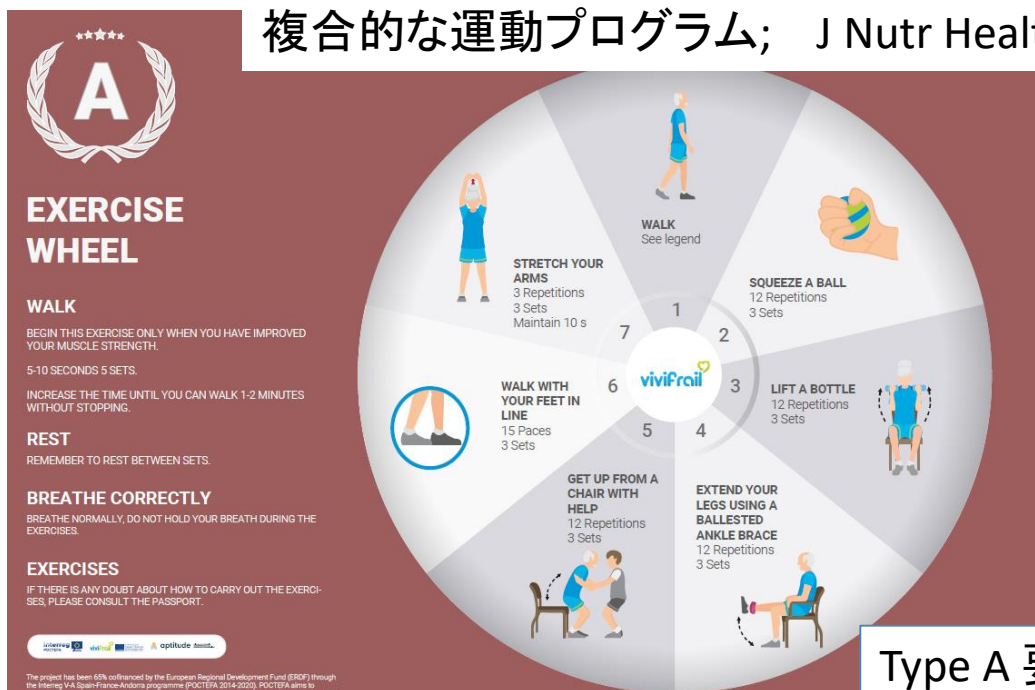 複合的な運動プログラム; J Nutr Healt
A
EXERCISE
WHEEL
WALK
BEGIN THIS EXERCISE ONLY WHEN YOU HAVE IMPROVED
YOUR MUSCLE STRENGTH.
5-10 SECONDS 5 SETS.
INCREASE THE TIME UNTIL YOU CAN WALK 1-2 MINUTES
WITHOUT STOPPING.
REST
REMEMBER TO REST BETWEEN SETS.
BREATHE CORRECTLY
BREATHE NORMALLY, DO NOT HOLD YOUR BREATH DURING THE
EXERCISES.
EXERCISES
IF THERE IS ANY DOUBT ABOUT HOW TO CARRY OUT THE EXERCI-
SES, PLEASE CONSULT THE PASSPORT.
Interreg
POCTEFA
vivifrail
aptitude
The project has been 65% cofinanced by the European Regional Development Fund (ERDF) through
the Interreg V-A Spain-France-Andorra programme (POCTEFA 2014-2020). POCTEFA aims to
WALK
See legend
1
SQUEEZE A BALL
12 Repetitions
3 Sets
2
LIFT A BOTTLE
12 Repetitions
3 Sets
3
EXTEND YOUR
LEGS USING A
BALLESTED
ANKLE BRACE
12 Repetitions
3 Sets
4
GET UP FROM A
CHAIR WITH
HELP
12 Repetitions
3 Sets
5
WALK WITH
YOUR FEET IN
LINE
15 Paces
3 Sets
6
STRETCH YOUR
ARMS
3 Repetitions
3 Sets
Maintain 10 s
7
vivifrail
Type A